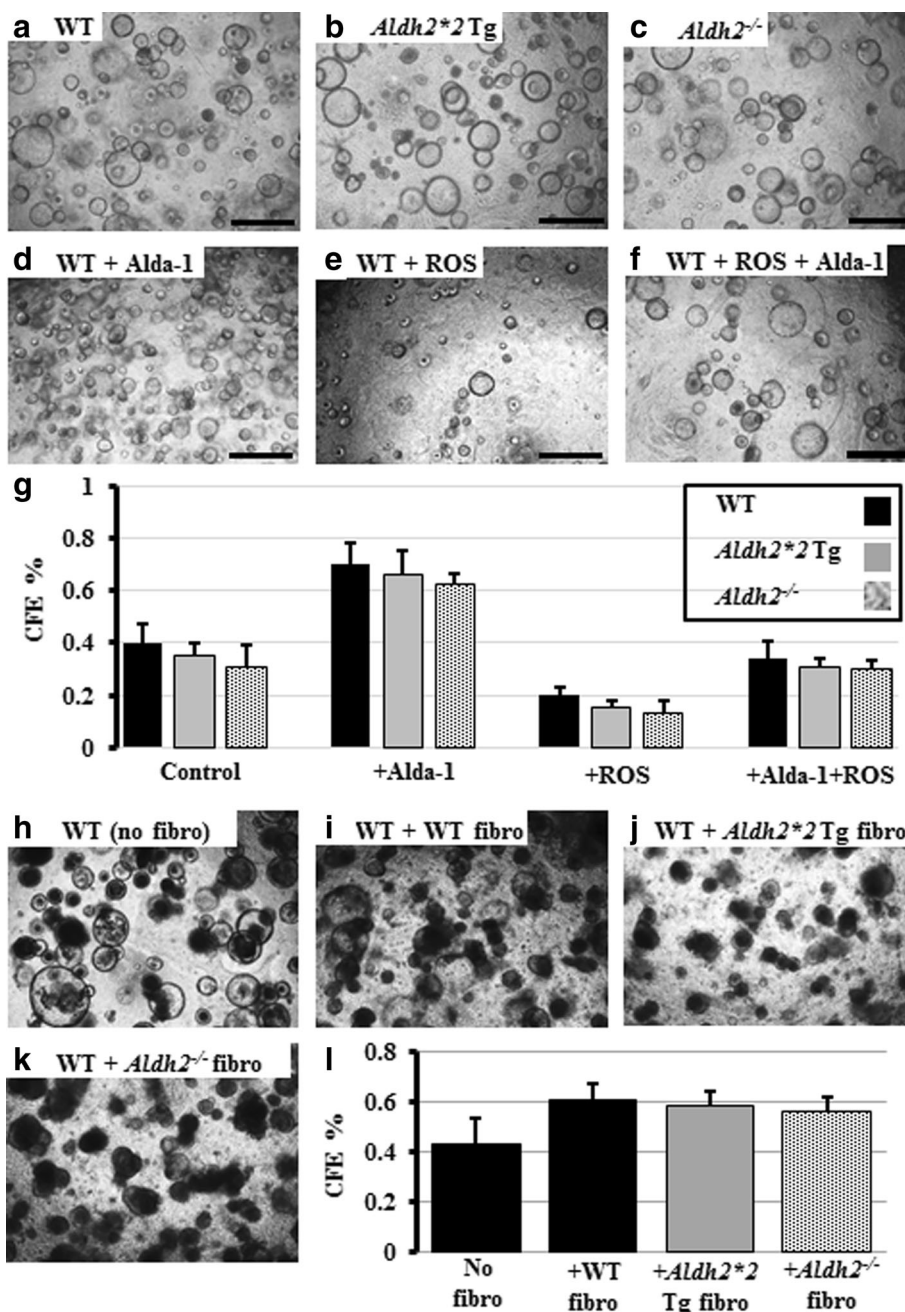 a WT
b Aldh2*2 Tg
c Aldh2-/-
d WT + Alda-1
e WT + ROS
f WT + ROS + Alda-1
g
1
0.8
0.6
0.4
0.2
0
CFE %
WT
Aldh2*2 Tg
Aldh2-/-
Control
+Alda-1
+ROS
+Alda-1+ROS
h WT (no fibro)
i WT + WT fibro
j WT + Aldh2*2 Tg fibro
k WT + Aldh2-/- fibro
l
0.8
0.6
0.4
0.2
0
CFE %
No fibro
+WT fibro
+Aldh2*2 Tg fibro
+Aldh2-/- fibro